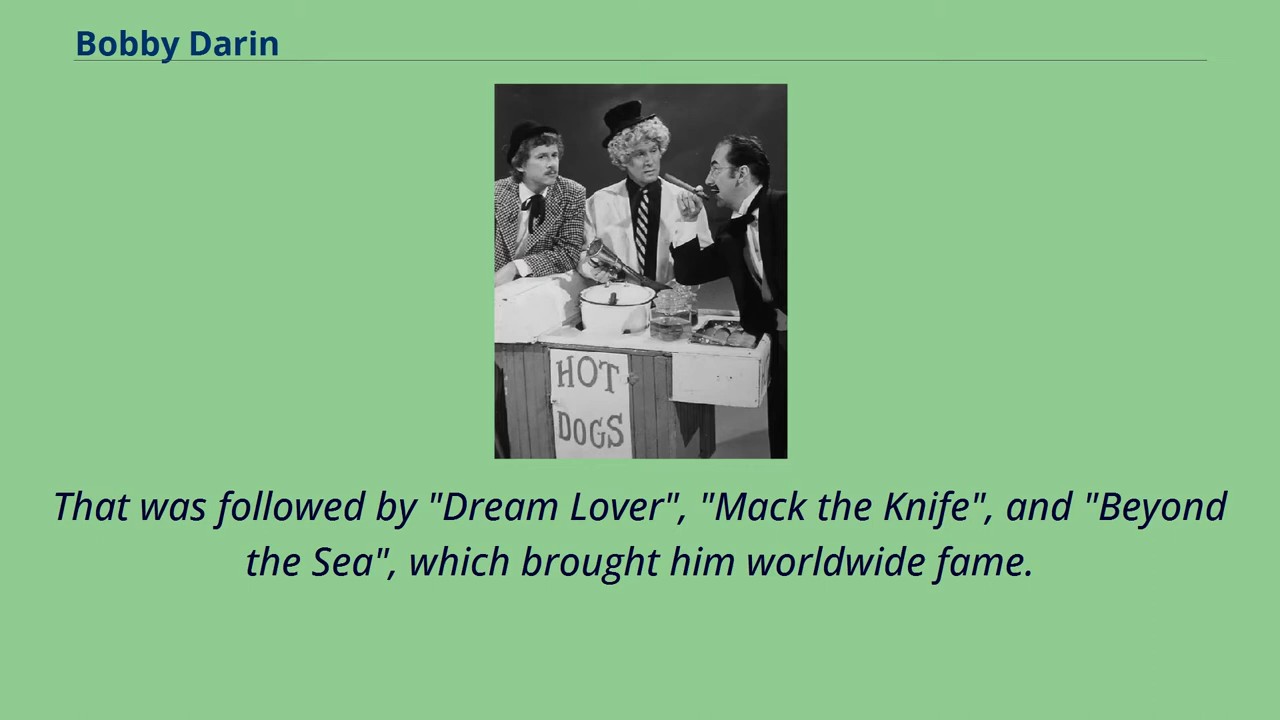 Bobby Darin
HOT
DOGS
That was followed by "Dream Lover", "Mack the Knife", and "Beyond
the Sea", which brought him worldwide fame.